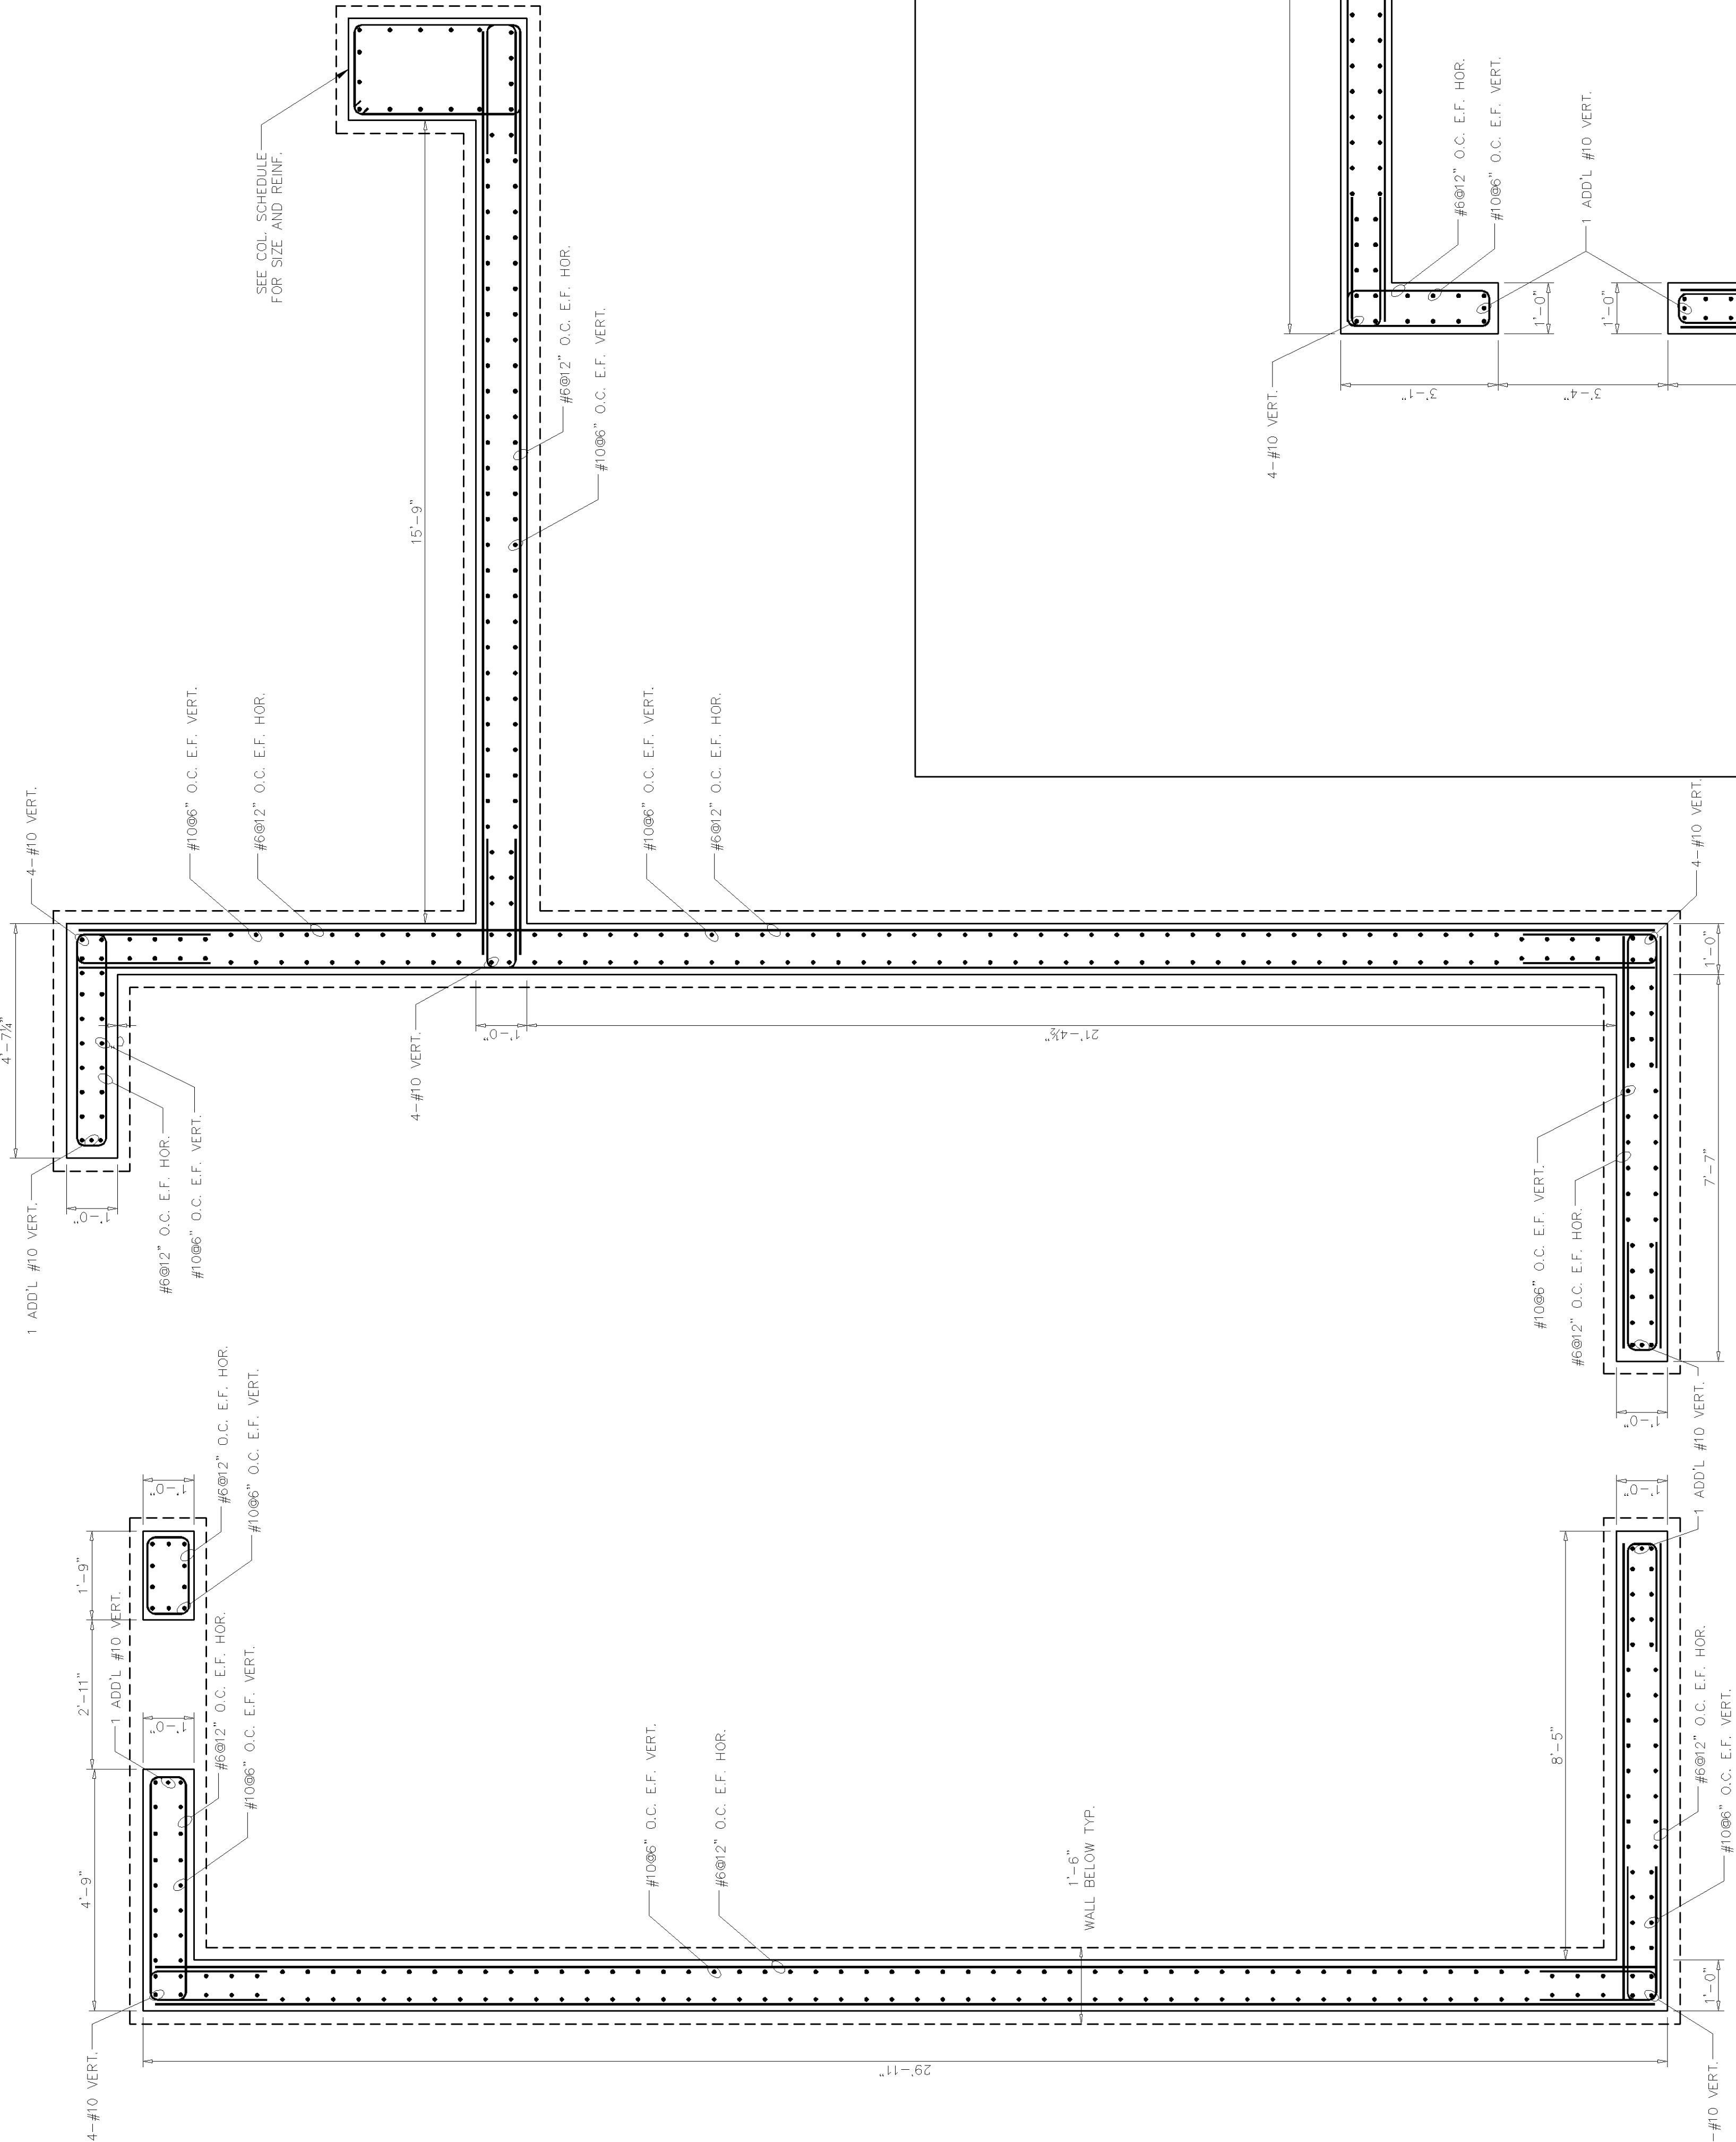 SEE COL. SCHEDULE
FOR SIZE AND REINF.
15'-9"
#6@12" O.C. E.F. HOR.
#10@6" O.C. E.F. VERT.
#6@12" O.C. E.F. HOR.
#10@6" O.C. E.F. VERT.
1 ADD'L #10 VERT.
1'-0"
1'-0"
3'-1"
3'-4"
4-#10 VERT.
4-#10 VERT.
#10@6" O.C. E.F. VERT.
#6@12" O.C. E.F. HOR.
#10@6" O.C. E.F. VERT.
#6@12" O.C. E.F. HOR.
4-#10 VERT.
4'-7¼"
1'-0"
4-#10 VERT.
1'-0"
21'-4½"
1'-0"
1 ADD'L #10 VERT.
#6@12" O.C. E.F. HOR.
#10@6" O.C. E.F. VERT.
#10@6" O.C. E.F. VERT.
#6@12" O.C. E.F. HOR.
7'-7"
1'-0"
1 ADD'L #10 VERT.
1'-0"
1'-0"
#6@12" O.C. E.F. HOR.
#10@6" O.C. E.F. VERT.
1'-9"
2'-11"
1 ADD'L #10 VERT.
1'-0"
#6@12" O.C. E.F. HOR.
#10@6" O.C. E.F. VERT.
4'-9"
#10@6" O.C. E.F. VERT.
#6@12" O.C. E.F. HOR.
1'-6"
WALL BELOW TYP.
8'-5"
#6@12" O.C. E.F. HOR.
#10@6" O.C. E.F. VERT.
1'-0"
29'-11"
4-#10 VERT.
-#10 VERT.